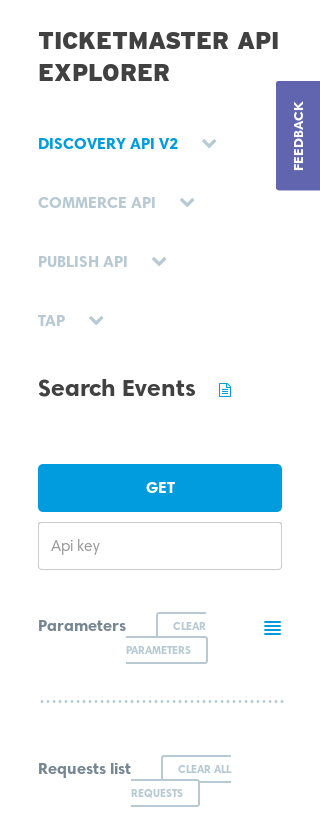 TICKETMASTER API
EXPLORER
FEEDBACK
DISCOVERY API V2
COMMERCE API
PUBLISH API
TAP
Search Events
GET
Api key
Parameters CLEAR
PARAMETERS
Requests list CLEAR ALL
REQUESTS